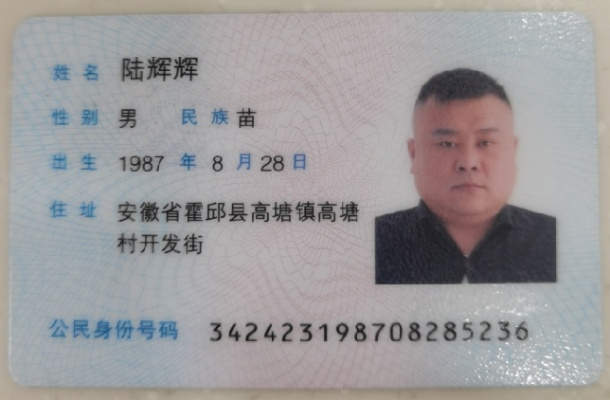 姓名 陆辉辉
性别 男 民族 苗
出生 1987 年 8 月 28 日
住址 安徽省霍邱县高塘镇高塘
村开发街
公民身份号码 342423198708285236